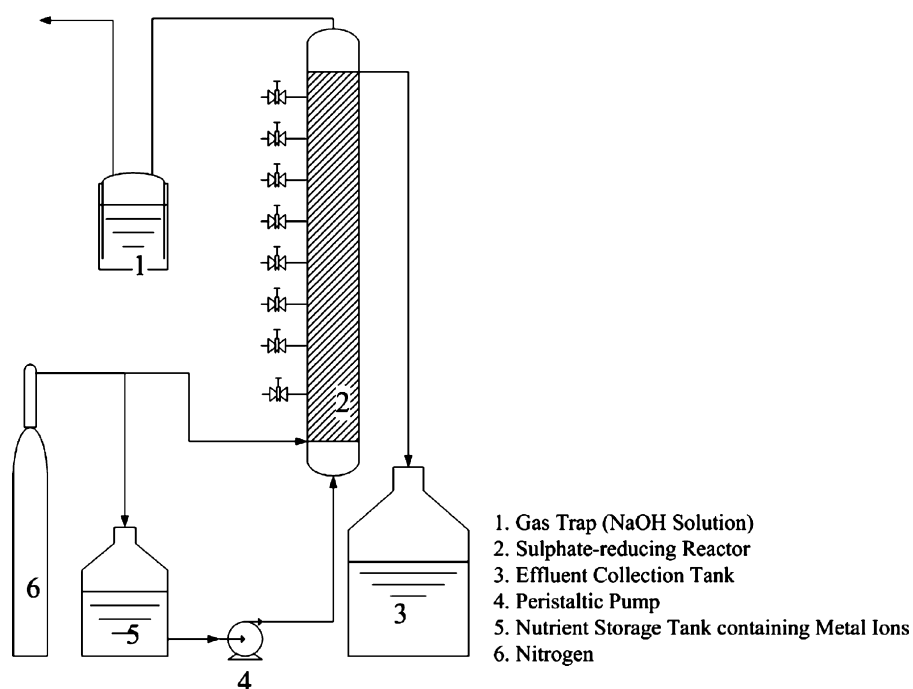 1
2
6
5
4
3
1. Gas Trap (NaOH Solution)
2. Sulphate-reducing Reactor
3. Effluent Collection Tank
4. Peristaltic Pump
5. Nutrient Storage Tank containing Metal Ions
6. Nitrogen